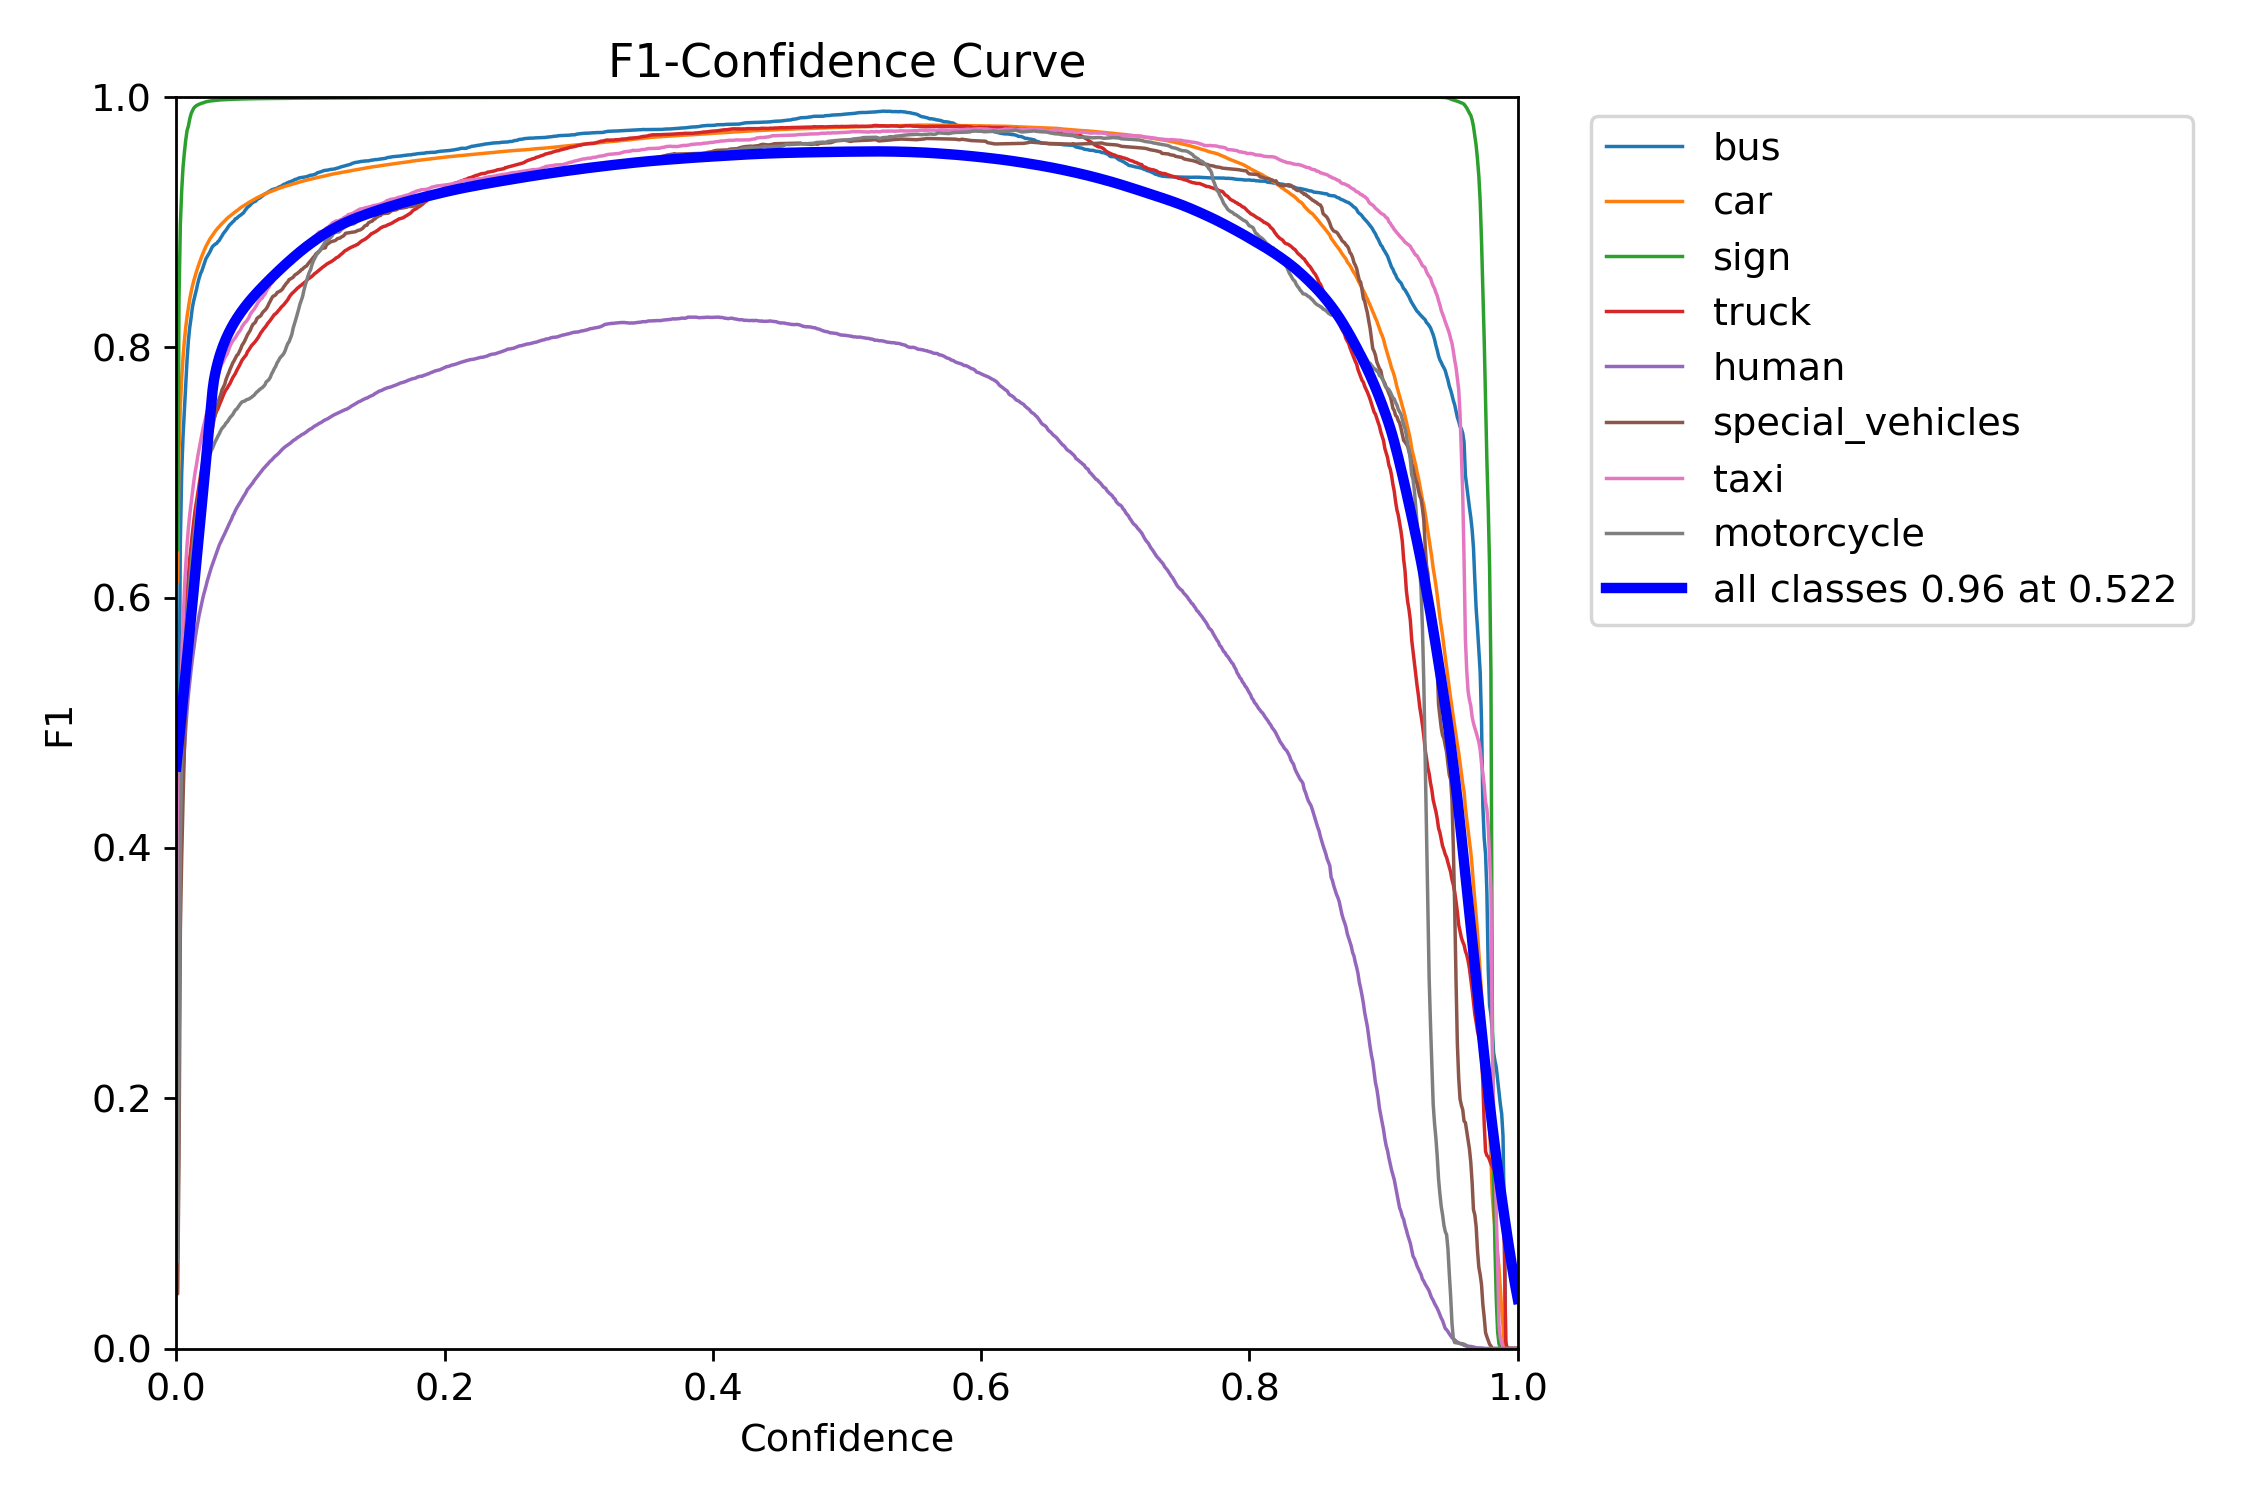 F1-Confidence Curve
1.0
0.8
0.6
0.4
0.2
0.0
F1
0.0 0.2 0.4 0.6 0.8 1.0
Confidence
bus
car
sign
truck
human
special_vehicles
taxi
motorcycle
all classes 0.96 at 0.522